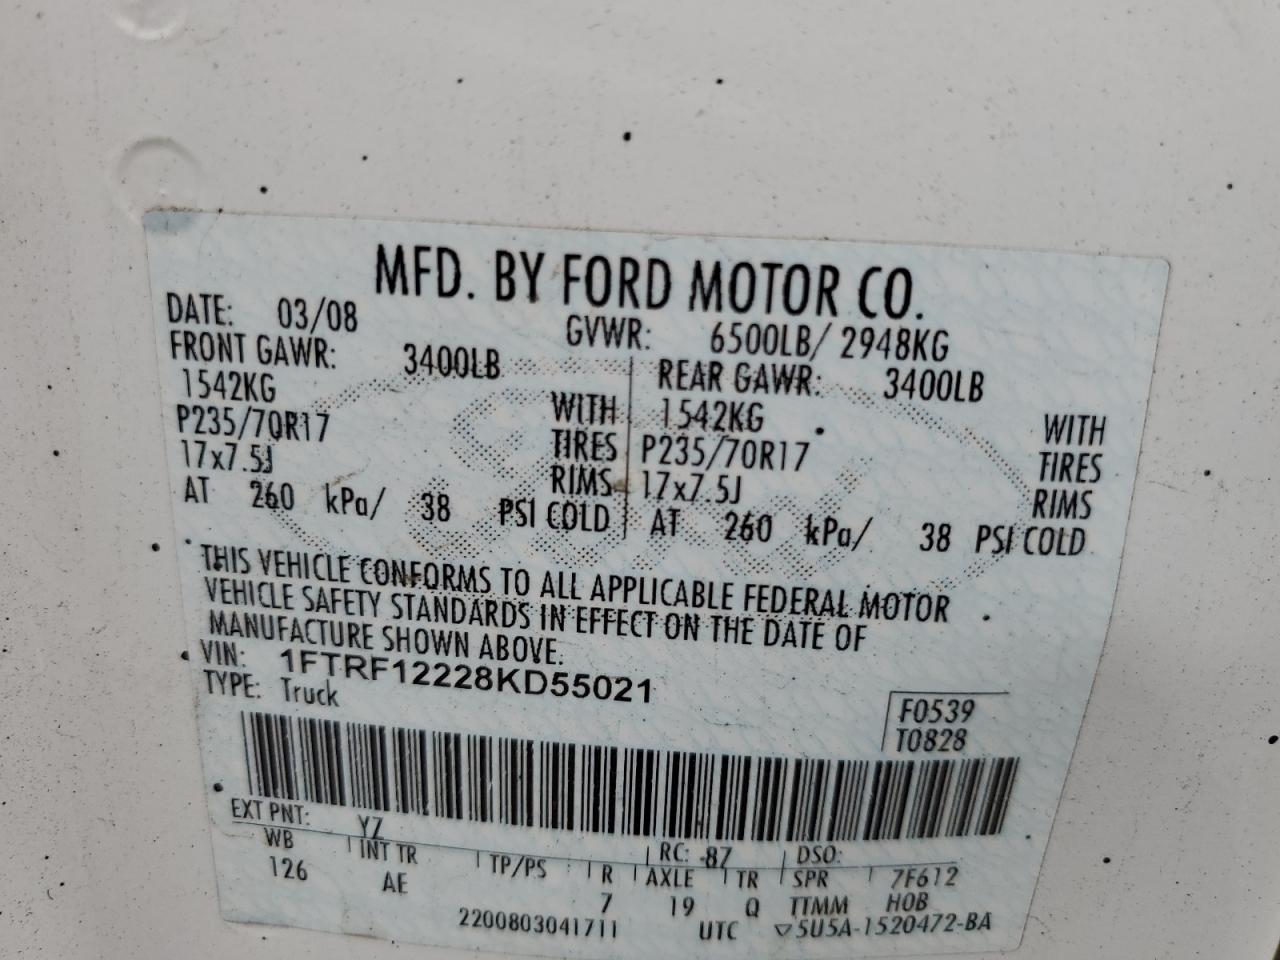 MFD. BY FORD MOTOR CO.
DATE: 03/08 GVWR: 6500LB/ 2948KG
FRONT GAWR: 3400LB REAR GAWR: 3400LB
1542KG WITH 1542KG WITH
P235/70R17 TIRES P235/70R17 TIRES
17x7.5J RIMS 17x7.5J RIMS
AT 260 kPa/ 38 PSI COLD AT 260 kPa/ 38 PSI COLD
THIS VEHICLE CONFORMS TO ALL APPLICABLE FEDERAL MOTOR
VEHICLE SAFETY STANDARDS IN EFFECT ON THE DATE OF
MANUFACTURE SHOWN ABOVE.
VIN: 1FTRF12228KD55021
TYPE: Truck
F0539
T0828
EXT PNT: YZ RC: 87 DSO:
WB INT TR TP/PS R AXLE TR SPR 7F612
126 AE 7 19 Q TTMM HOB
2200803041711 UTC ▽5U5A-1520472-BA